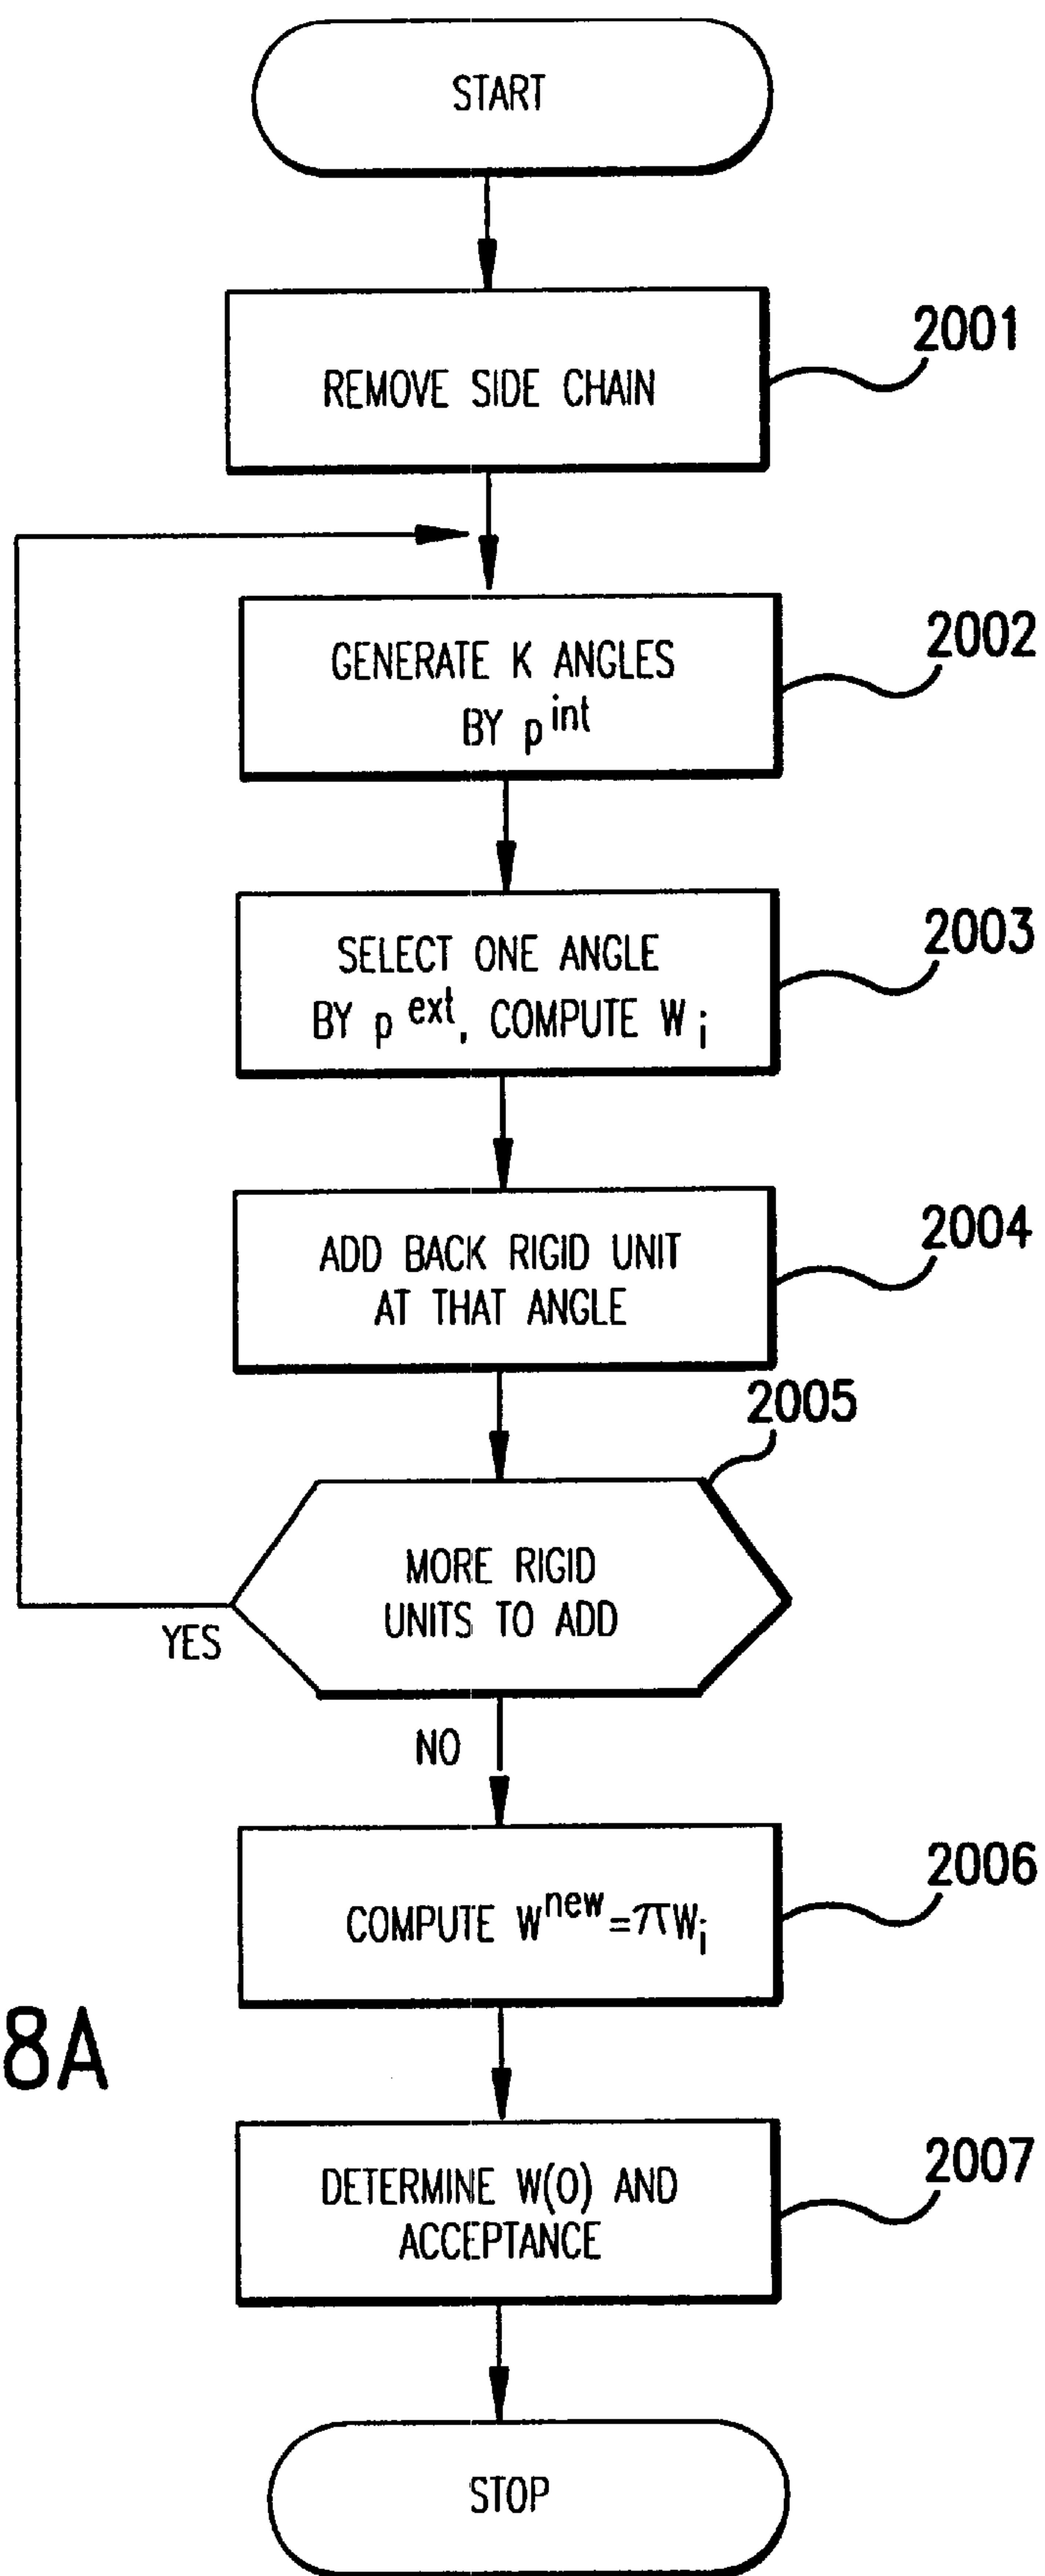 START
2001
REMOVE SIDE CHAIN
2002
GENERATE K ANGLES
BY p^int
2003
SELECT ONE ANGLE
BY p^ext, COMPUTE W_i
2004
ADD BACK RIGID UNIT
AT THAT ANGLE
2005
MORE RIGID
UNITS TO ADD
YES
NO
2006
COMPUTE W^new=πW_i
8A
2007
DETERMINE W(0) AND
ACCEPTANCE
STOP